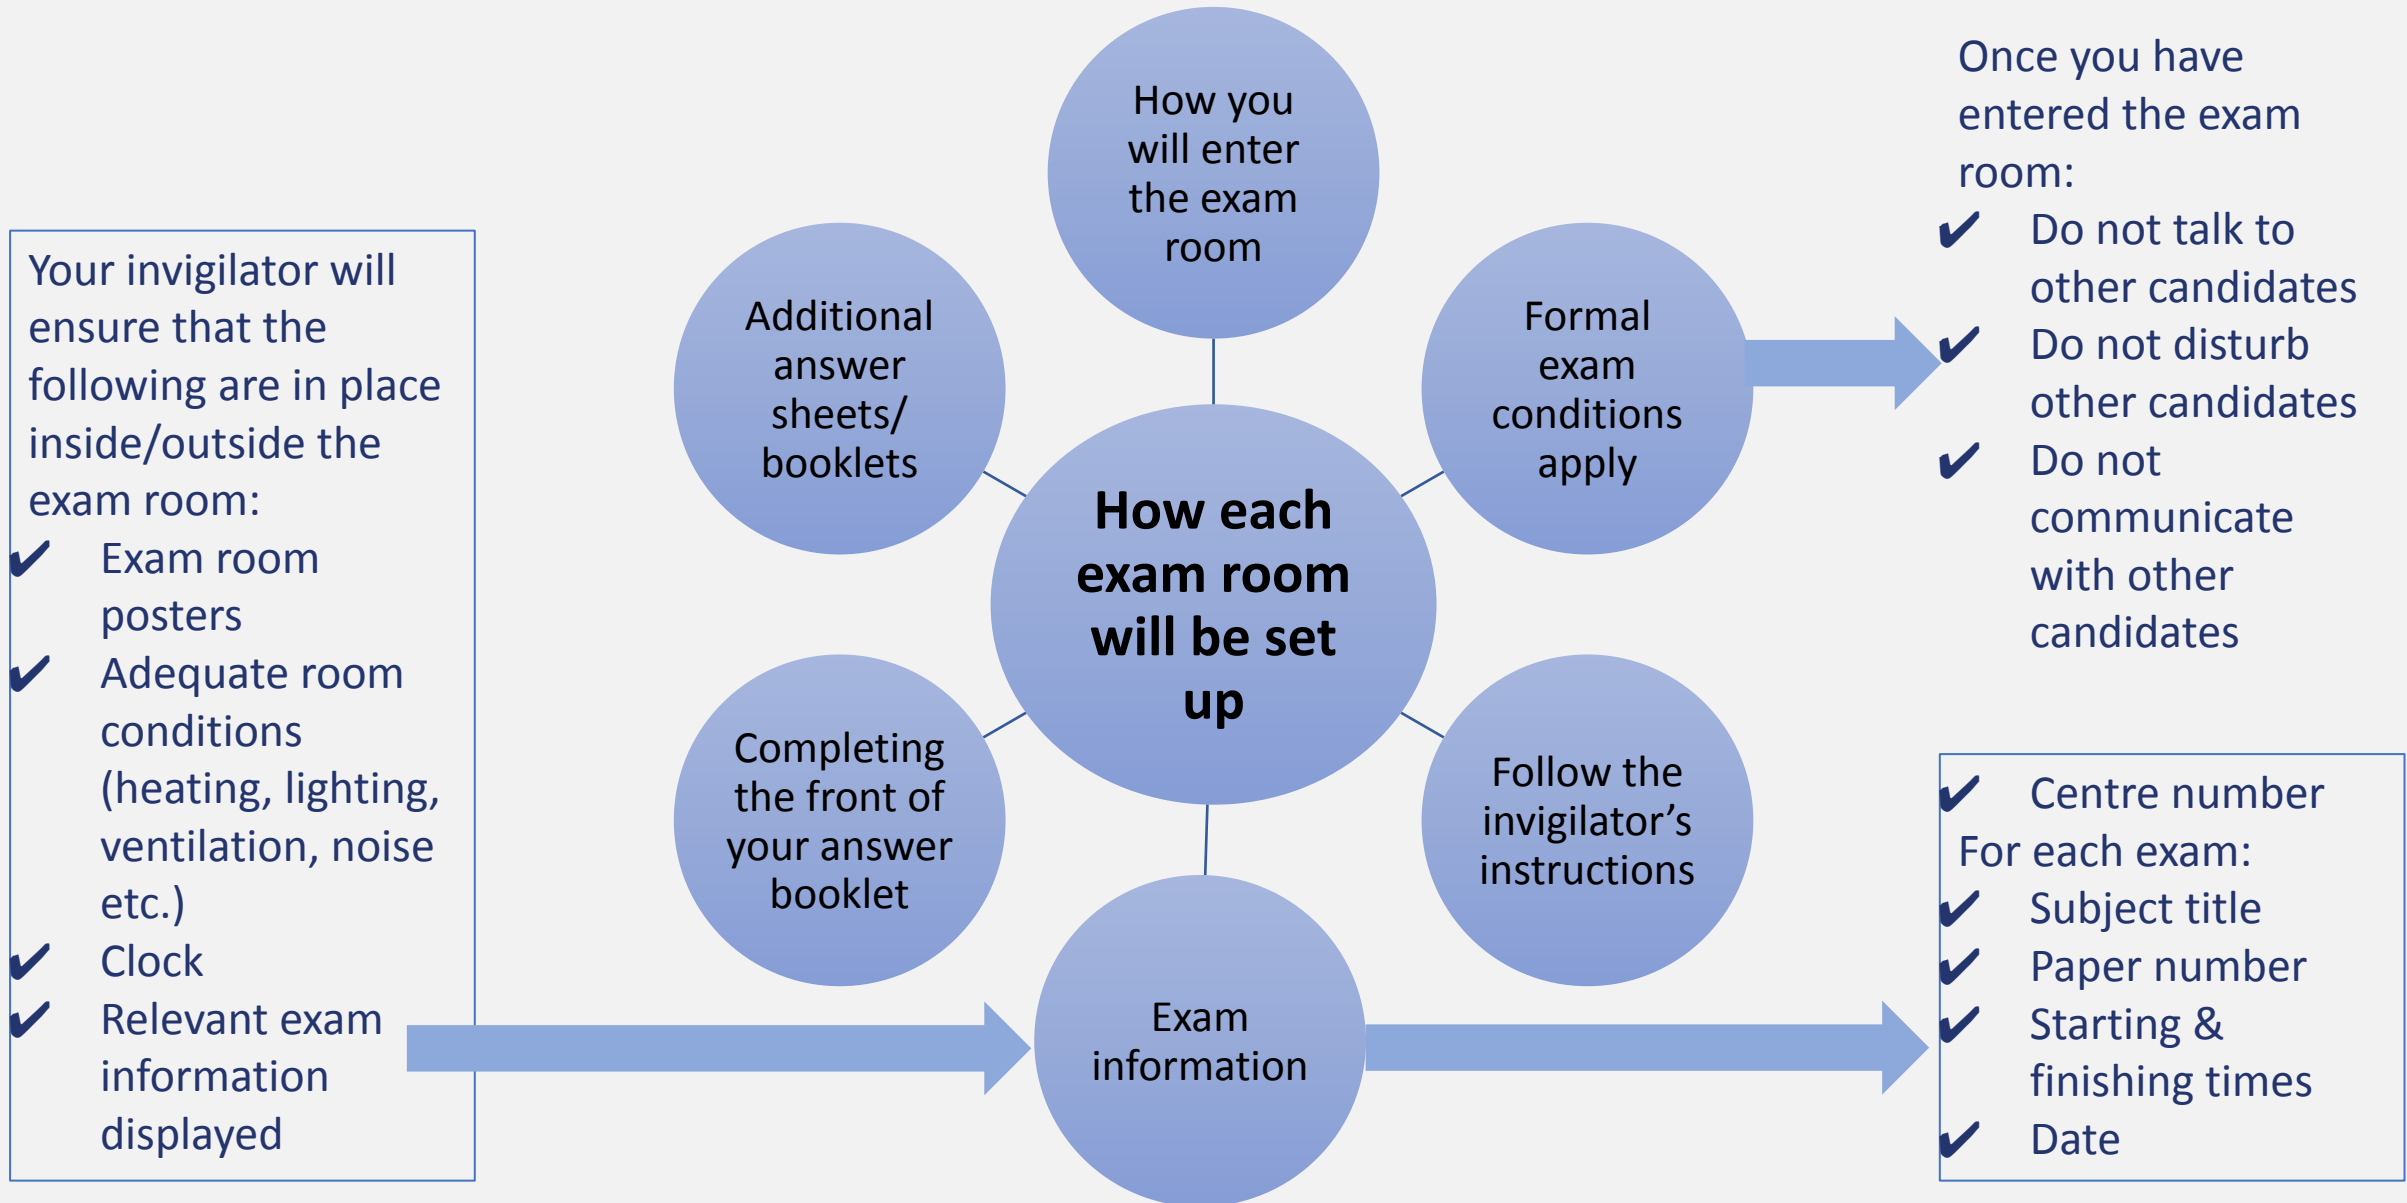 Your invigilator will
ensure that the
following are in place
inside/outside the
exam room:
✔ Exam room
posters
✔ Adequate room
conditions
(heating, lighting,
ventilation, noise
etc.)
✔ Clock
✔ Relevant exam
information
displayed
How you
will enter
the exam
room
Additional
answer
sheets/
booklets
Formal
exam
conditions
apply
How each
exam room
will be set
up
Completing
the front of
your answer
booklet
Follow the
invigilator’s
instructions
Exam
information
Once you have
entered the exam
room:
✔ Do not talk to
other candidates
✔ Do not disturb
other candidates
✔ Do not
communicate
with other
candidates
✔ Centre number
For each exam:
✔ Subject title
✔ Paper number
✔ Starting &
finishing times
✔ Date